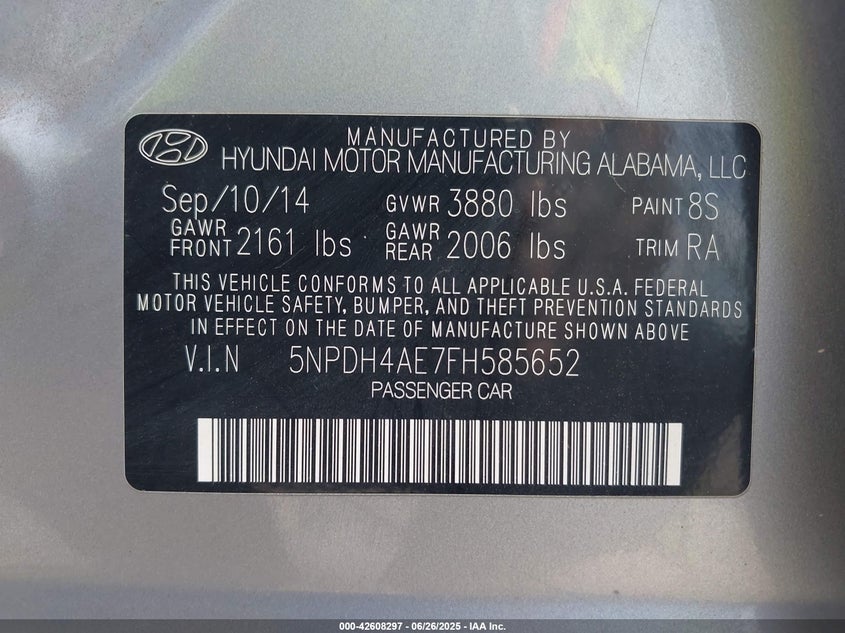 MANUFACTURED BY
HYUNDAI MOTOR MANUFACTURING ALABAMA, LLC
Sep/10/14 GVWR 3880 lbs PAINT 8S
GAWR FRONT 2161 lbs GAWR REAR 2006 lbs TRIM RA
THIS VEHICLE CONFORMS TO ALL APPLICABLE U.S.A. FEDERAL
MOTOR VEHICLE SAFETY, BUMPER, AND THEFT PREVENTION STANDARDS
IN EFFECT ON THE DATE OF MANUFACTURE SHOWN ABOVE
V.I.N 5NPDH4AE7FH585652
PASSENGER CAR
000-42608297 - 06/26/2025 - IAA Inc.